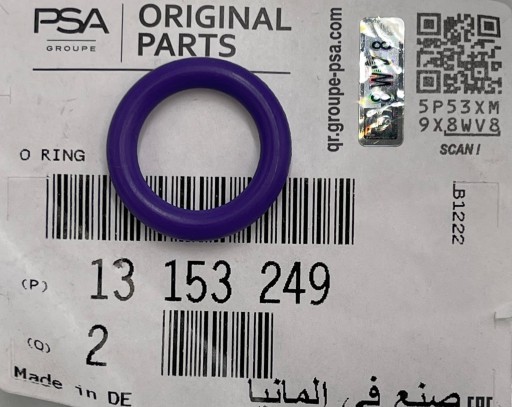 PSA
GROUPE
ORIGINAL
PARTS
qr.groupe-psa.com
5P53XM
9X8WV8
SCAN!
O RING
B1222
(P) 13 153 249
(Q) 2
Made in DE
صنع في المانيا